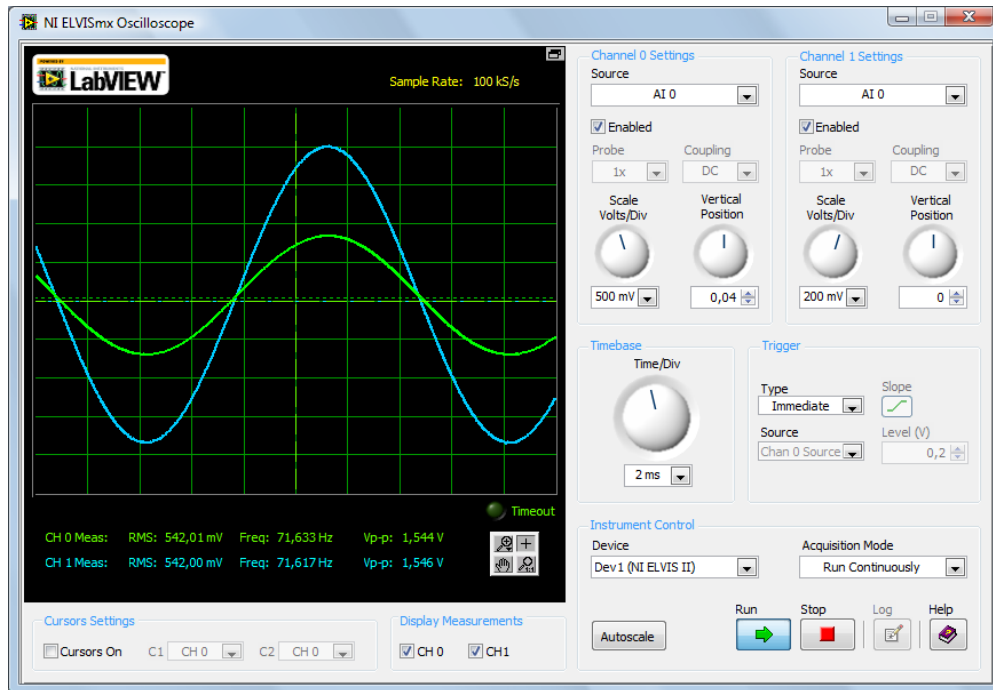 NI ELVISmx Oscilloscope
POWERED BY
NATIONAL INSTRUMENTS
LabVIEW
Sample Rate: 100 kS/s
Timeout
CH 0 Meas: RMS: 542,01 mV Freq: 71,633 Hz Vp-p: 1,544 V
CH 1 Meas: RMS: 542,00 mV Freq: 71,617 Hz Vp-p: 1,546 V
Cursors Settings
Cursors On C1 CH 0 C2 CH 0
Display Measurements
CH 0 CH1
Channel 0 Settings
Source
AI 0
Enabled
Probe Coupling
1x DC
Scale Vertical
Volts/Div Position
500 mV 0,04
Channel 1 Settings
Source
AI 0
Enabled
Probe Coupling
1x DC
Scale Vertical
Volts/Div Position
200 mV 0
Timebase
Time/Div
2 ms
Trigger
Type Slope
Immediate
Source Level (V)
Chan 0 Source 0,2
Instrument Control
Device Acquisition Mode
Dev1 (NI ELVIS II) Run Continuously
Run Stop Log Help
Autoscale